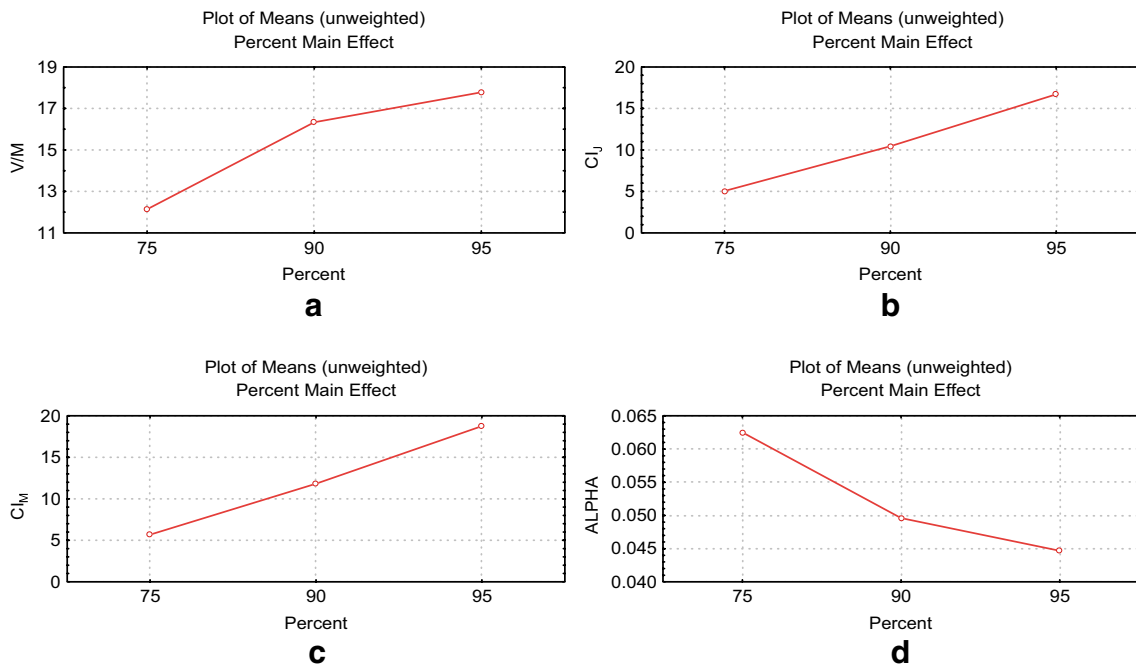 Plot of Means (unweighted)
Percent Main Effect
19
17
15
13
11
V/M
75
90
95
Percent
a
Plot of Means (unweighted)
Percent Main Effect
20
15
10
5
0
CI_J
75
90
95
Percent
b
Plot of Means (unweighted)
Percent Main Effect
20
15
10
5
0
CI_M
75
90
95
Percent
c
Plot of Means (unweighted)
Percent Main Effect
0.065
0.060
0.055
0.050
0.045
0.040
ALPHA
75
90
95
Percent
d